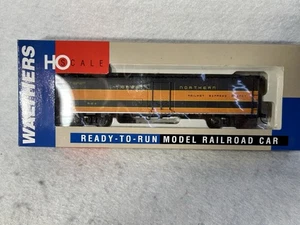 WALTHERS
HO
SCALE
GREAT NORTHERN
RAILWAY EXPRESS
READY-TO-RUN MODEL RAILROAD CAR